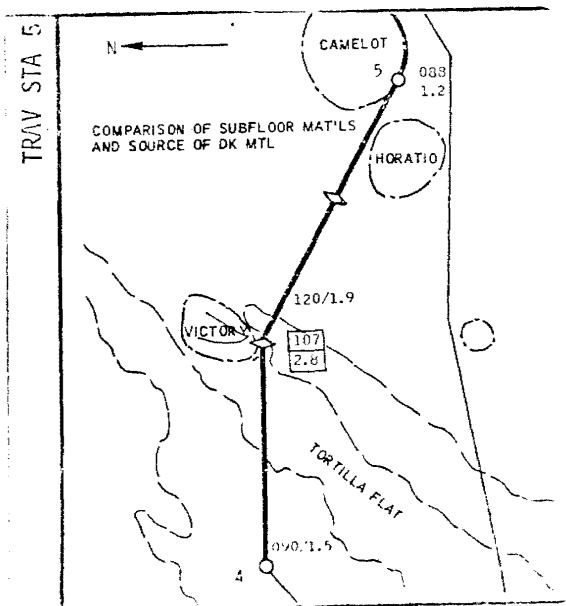 TRAV STA 5
N
CAMELOT
5
088
1.2
COMPARISON OF SUBFLOOR MAT'LS
AND SOURCE OF DK MTL
HORATIO
120/1.9
VICTORY
107
2.8
TORTILLA FLAT
090/1.5
4